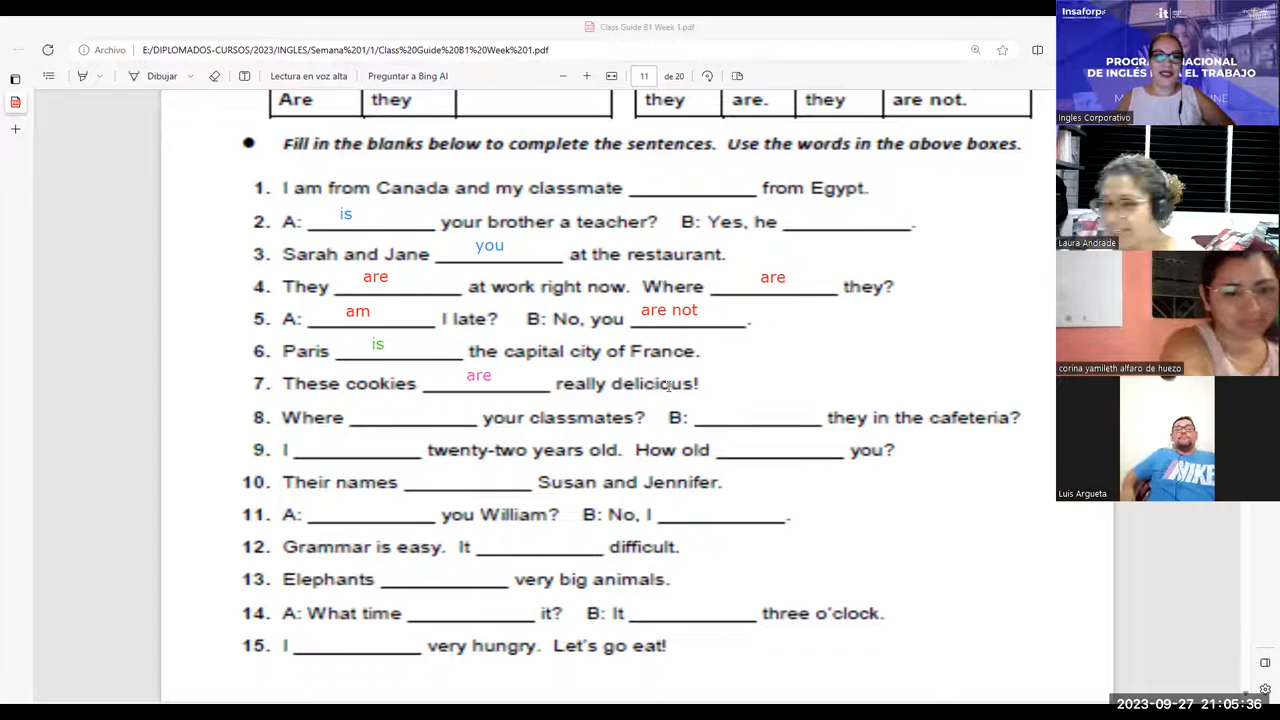 Class Guide B1 Week 1.pdf
Archivo E:/DIPLOMADOS-CURSOS/2023/INGLES/Semana%201/1/Class%20Guide%20B1%20Week%201.pdf
Dibujar Lectura en voz alta Preguntar a Bing AI 11 de 20
Are they they are. they are not.
Fill in the blanks below to complete the sentences. Use the words in the above boxes.
1. I am from Canada and my classmate ____________ from Egypt.
2. A: is your brother a teacher? B: Yes, he ____________.
3. Sarah and Jane you at the restaurant.
4. They are at work right now. Where are they?
5. A: am I late? B: No, you are not.
6. Paris is the capital city of France.
7. These cookies are really delicious!
8. Where ____________ your classmates? B: ____________ they in the cafeteria?
9. I ____________ twenty-two years old. How old ____________ you?
10. Their names ____________ Susan and Jennifer.
11. A: ____________ you William? B: No, I ____________.
12. Grammar is easy. It ____________ difficult.
13. Elephants ____________ very big animals.
14. A: What time ____________ it? B: It ____________ three o'clock.
15. I ____________ very hungry. Let's go eat!
Insaforp
·it
Ingles Corporativo
Laura Andrade
corina yamileth alfaro de huezo
NIKE
Luis Argueta
2023-09-27 21:05:36